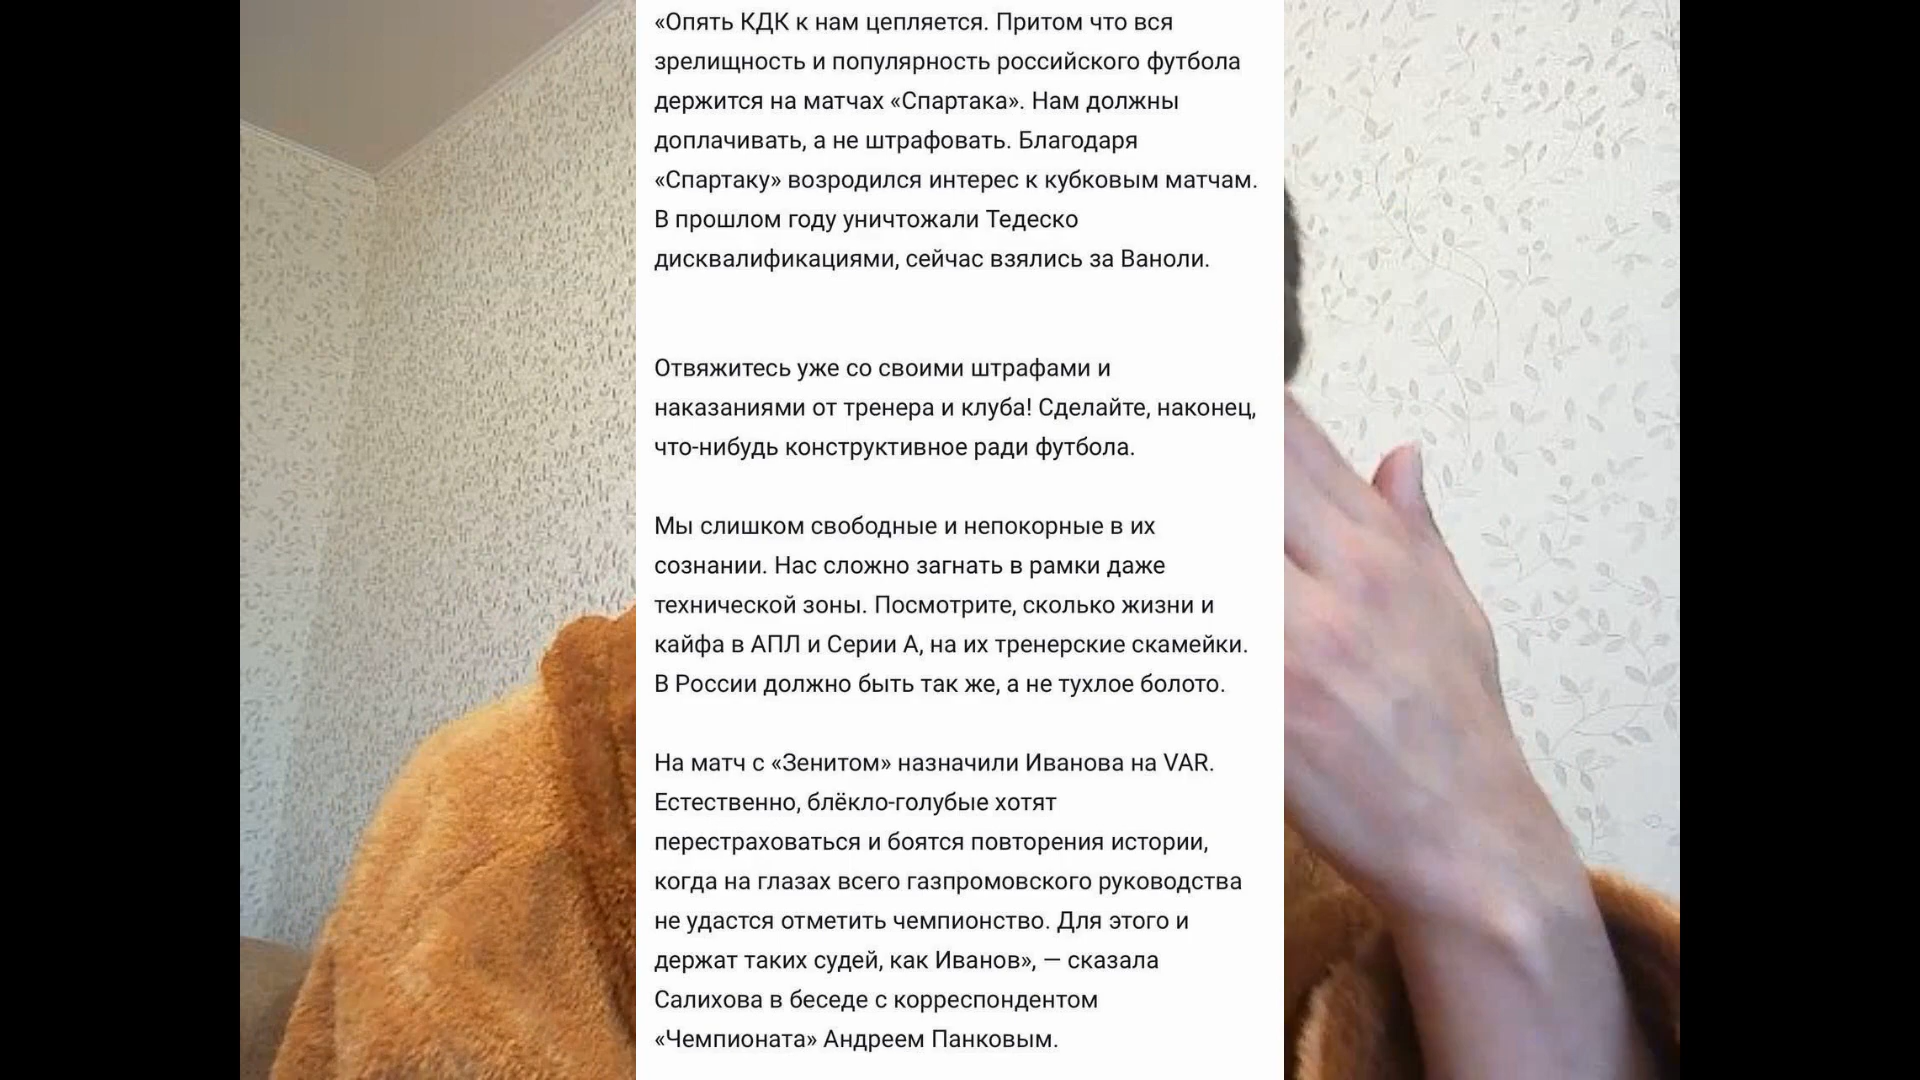 «Опять КДК к нам цепляется. Притом что вся
зрелищность и популярность российского футбола
держится на матчах «Спартака». Нам должны
доплачивать, а не штрафовать. Благодаря
«Спартаку» возродился интерес к кубковым матчам.
В прошлом году уничтожали Тедеско
дисквалификациями, сейчас взялись за Ваноли.
Отвяжитесь уже со своими штрафами и
наказаниями от тренера и клуба! Сделайте, наконец,
что-нибудь конструктивное ради футбола.
Мы слишком свободные и непокорные в их
сознании. Нас сложно загнать в рамки даже
технической зоны. Посмотрите, сколько жизни и
кайфа в АПЛ и Серии А, на их тренерские скамейки.
В России должно быть так же, а не тухлое болото.
На матч с «Зенитом» назначили Иванова на VAR.
Естественно, блёкло-голубые хотят
перестраховаться и боятся повторения истории,
когда на глазах всего газпромовского руководства
не удастся отметить чемпионство. Для этого и
держат таких судей, как Иванов», — сказала
Салихова в беседе с корреспондентом
«Чемпионата» Андреем Панковым.